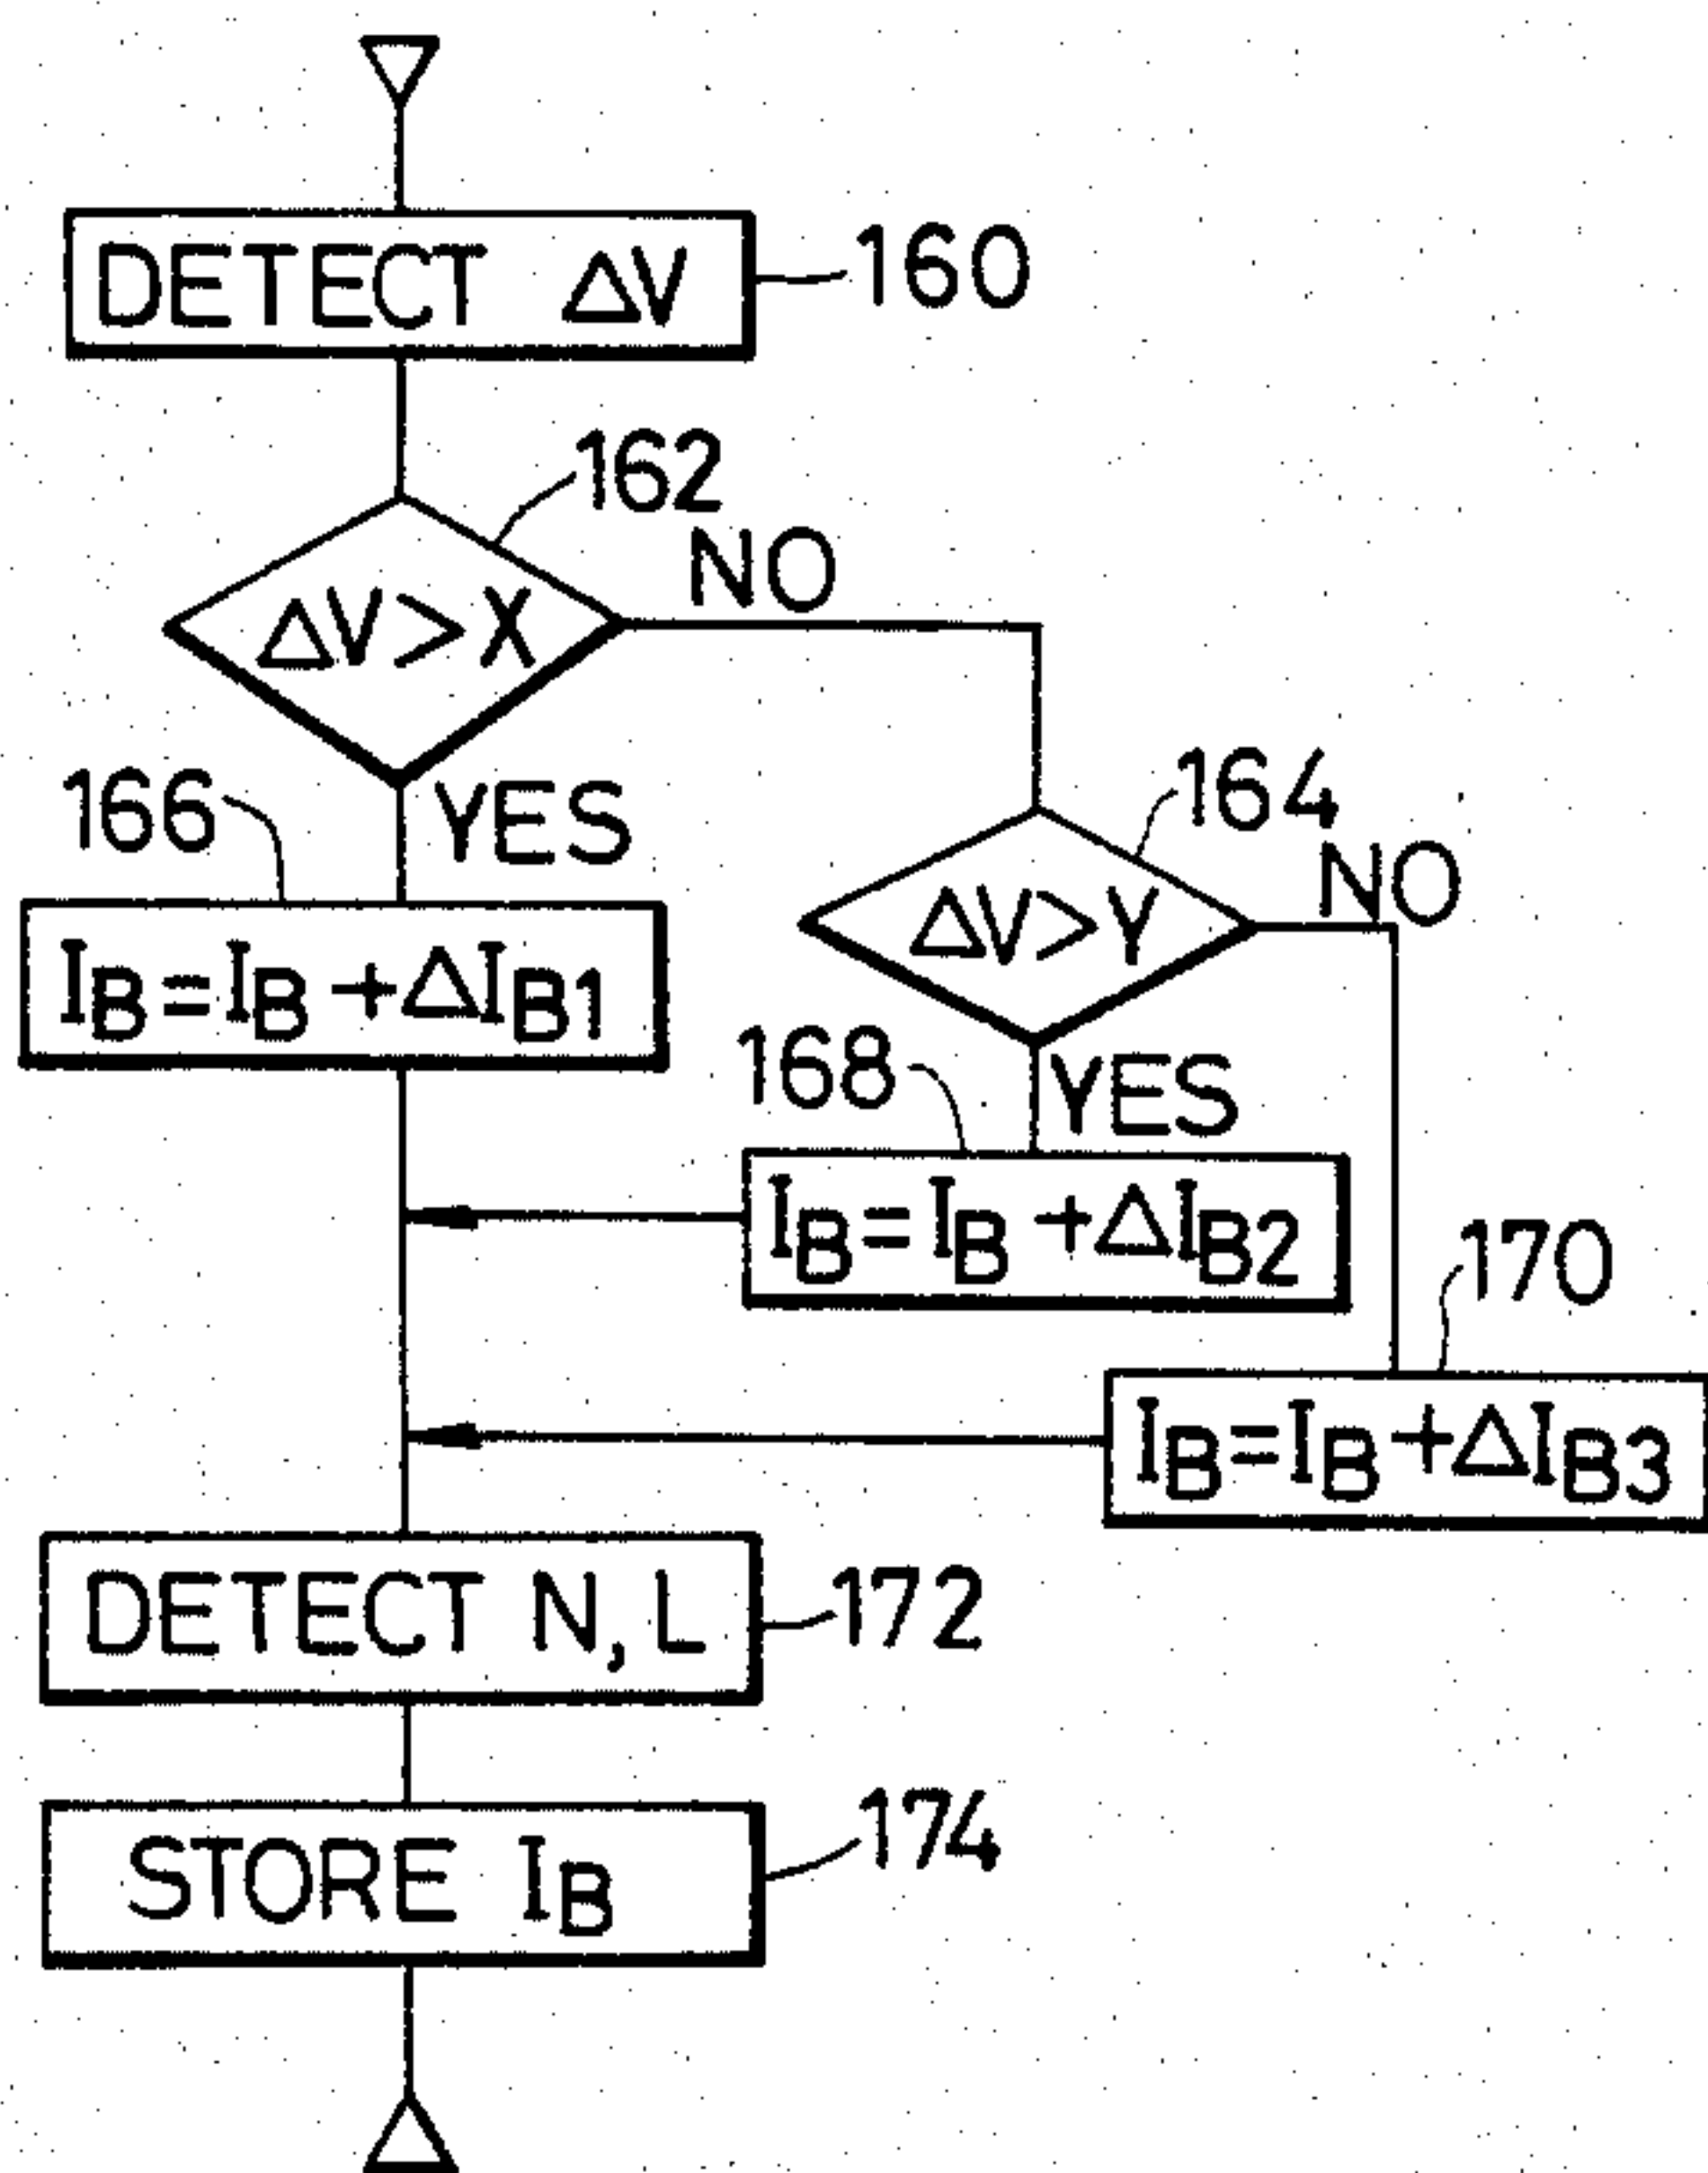 DETECT ΔV
160
162
NO
ΔV>X
166
YES
164
NO
ΔV>Y
IB=IB+ΔIB1
168
YES
IB=IB+ΔIB2
170
IB=IB+ΔIB3
DETECT N,L
172
STORE IB
174